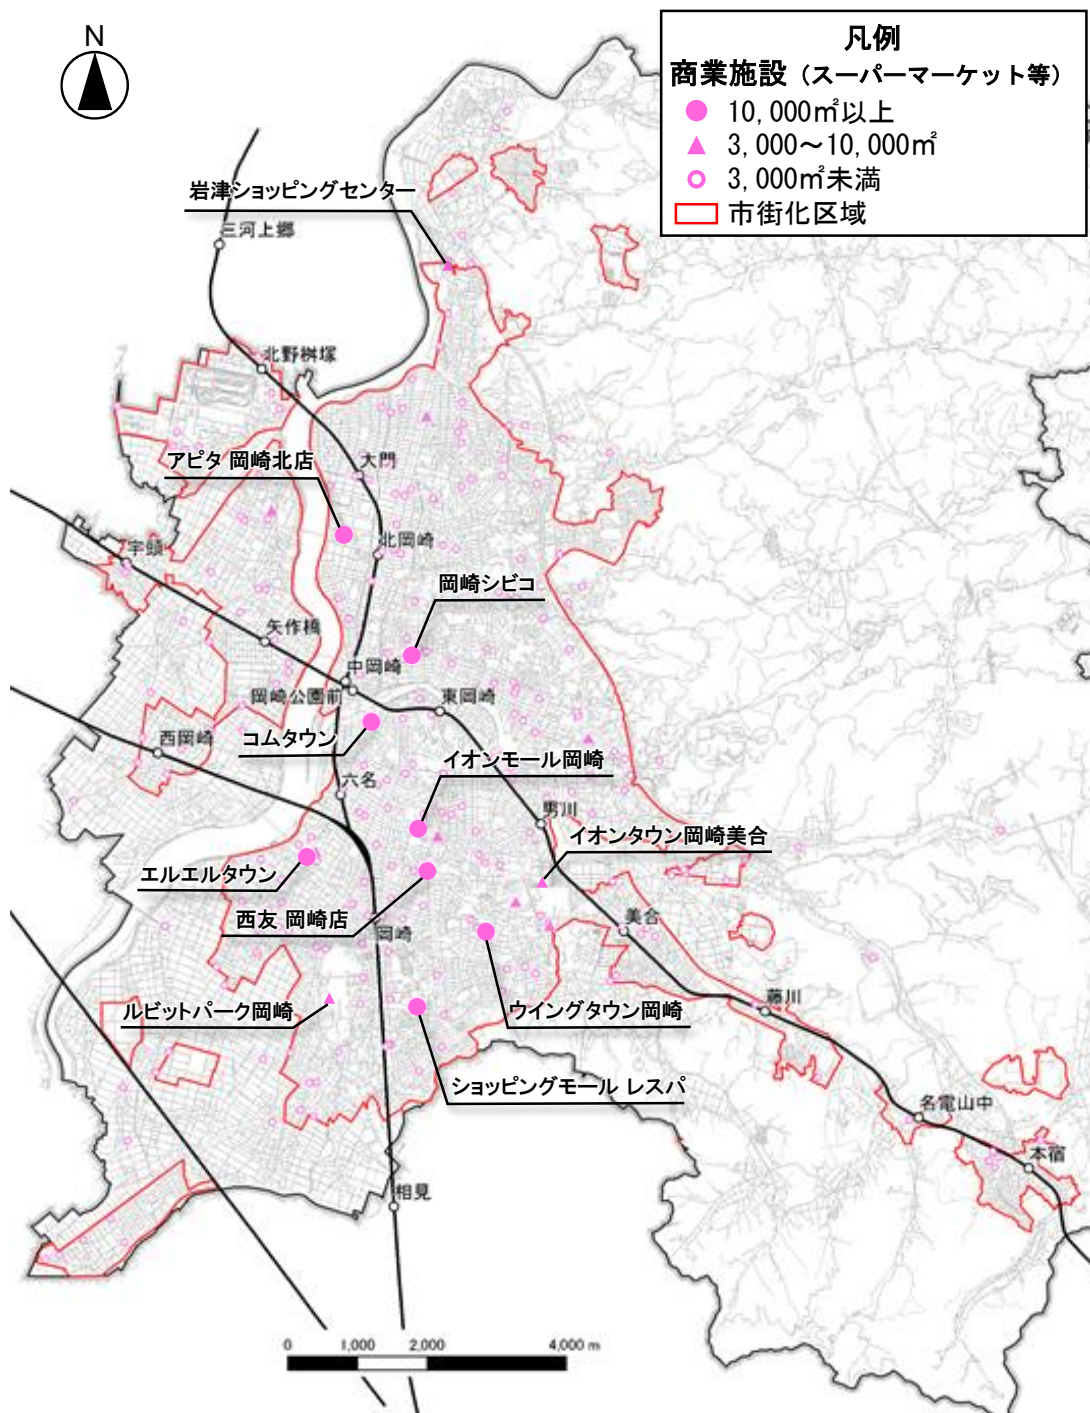 N
凡例
商業施設（スーパーマーケット等）
10,000㎡以上
3,000～10,000㎡
3,000㎡未満
市街化区域
岩津ショッピングセンター
三河上郷
北野桝塚
アピタ 岡崎北店
大門
宇頭
北岡崎
岡崎シビコ
矢作橋
中岡崎
岡崎公園前
東岡崎
コムタウン
西岡崎
イオンモール岡崎
六名
男川
イオンタウン岡崎美合
エルエルタウン
西友 岡崎店
岡崎
美合
ルビットパーク岡崎
ウイングタウン岡崎
藤川
ショッピングモール レスパ
名電山中
本宿
相見
0 1,000 2,000 4,000 m